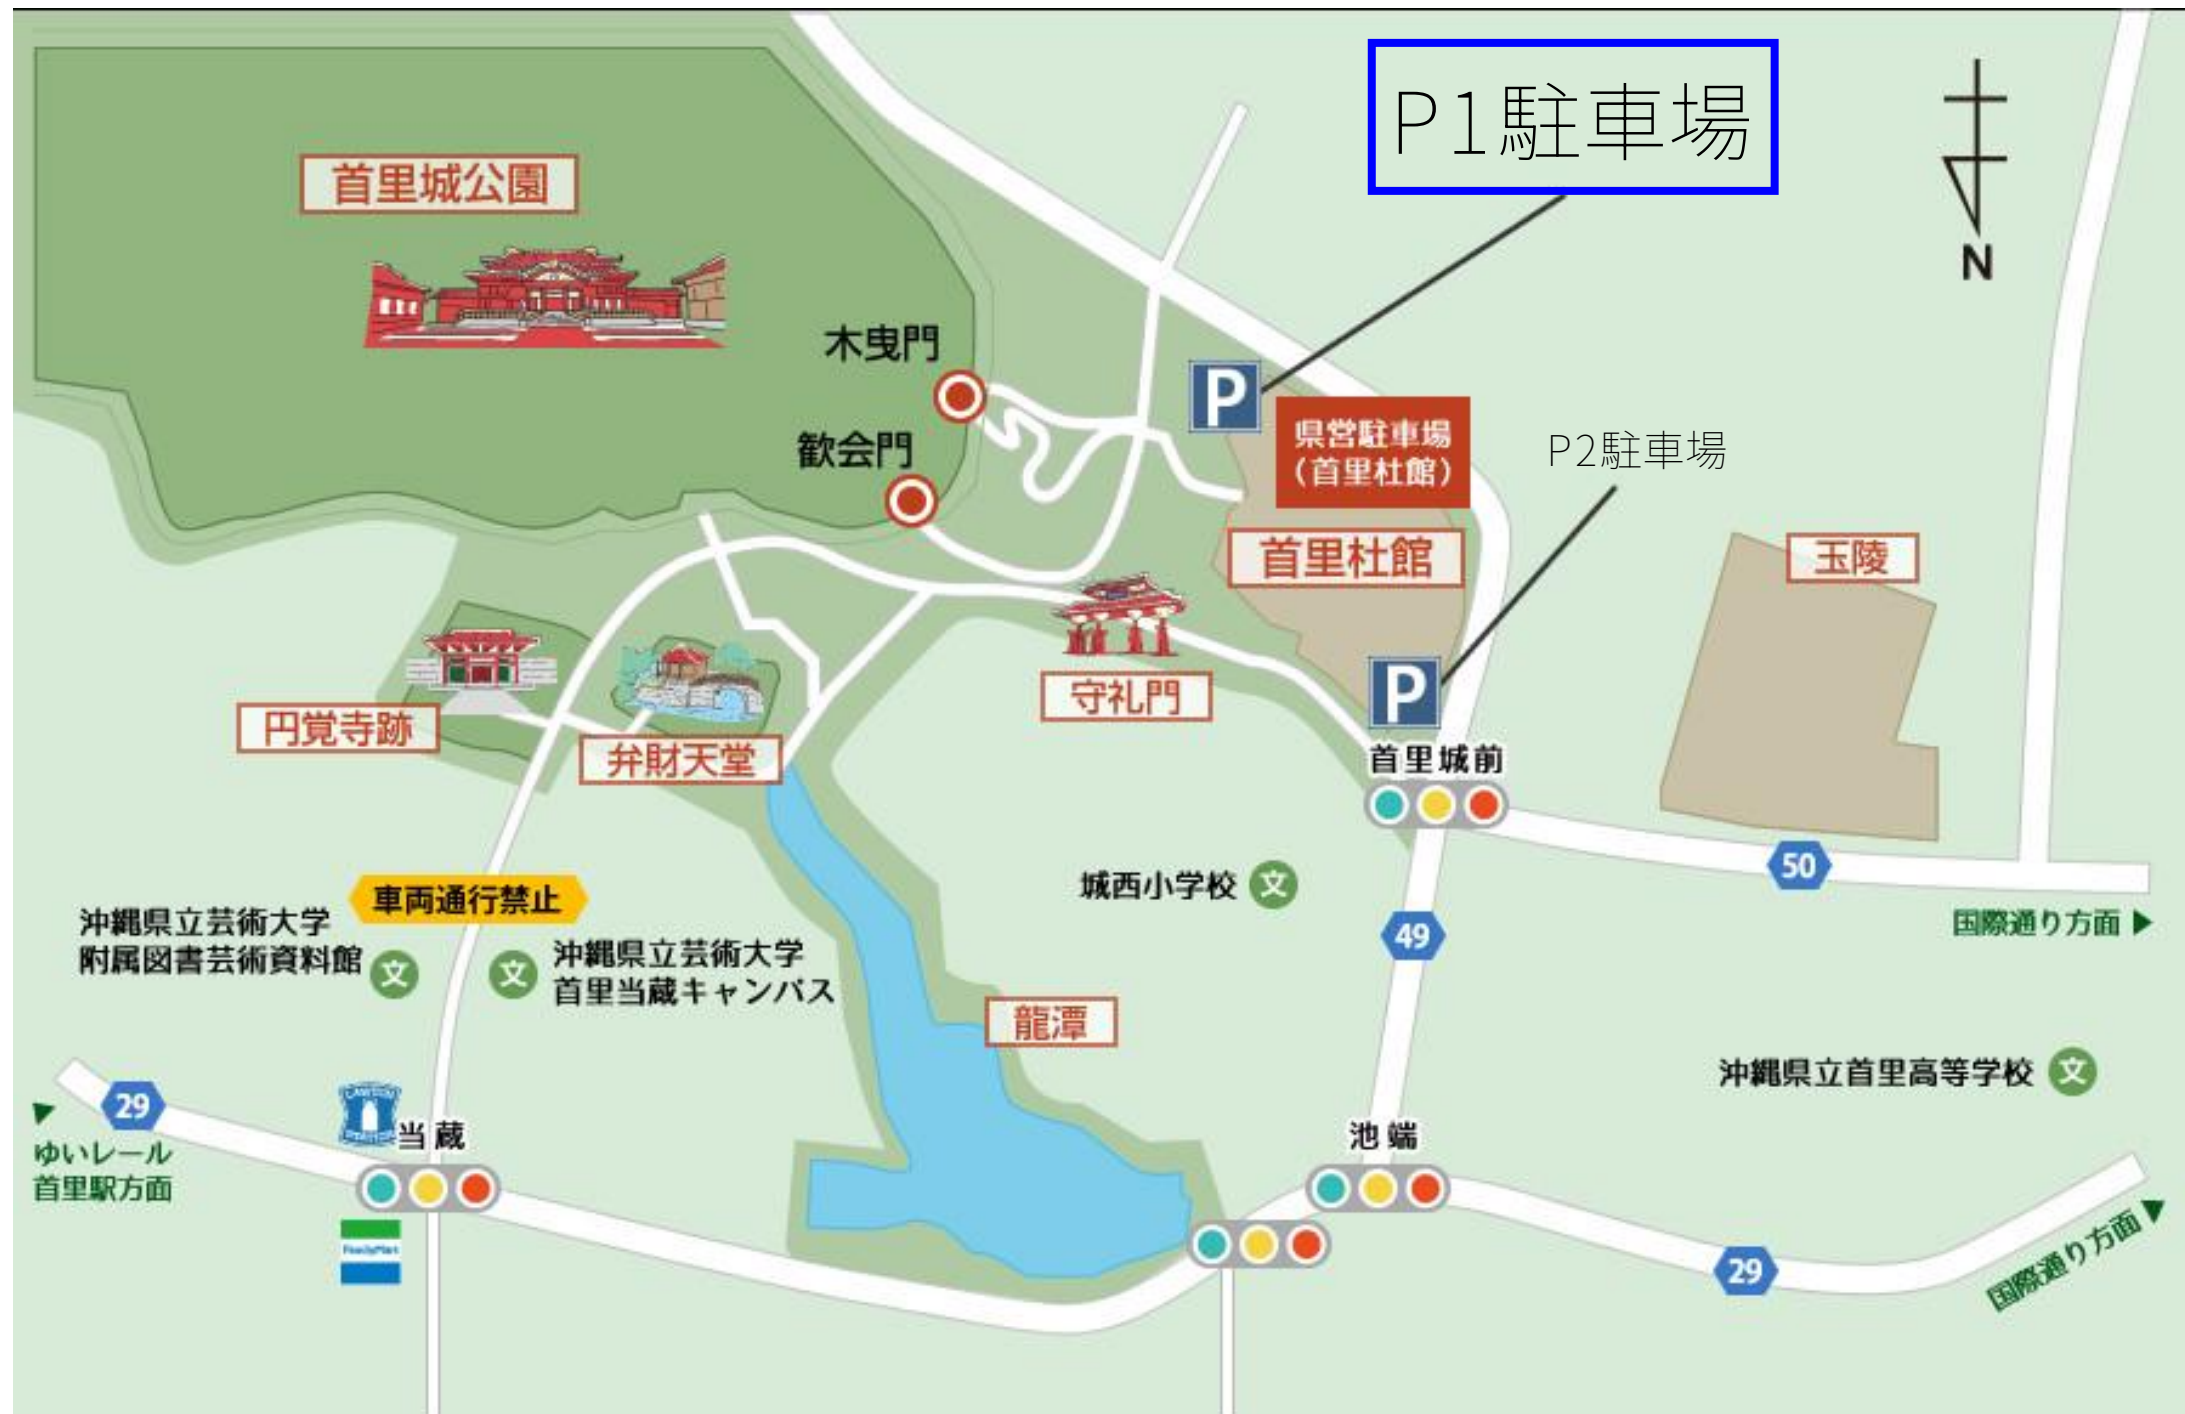 P1駐車場
首里城公園
N
木曳門
P
県営駐車場
(首里杜館)
歓会門
P2駐車場
首里杜館
玉陵
守礼門
P
円覚寺跡
弁財天堂
首里城前
50
車両通行禁止
城西小学校 文
沖縄県立芸術大学
附属図書芸術資料館 文
文 沖縄県立芸術大学
首里当蔵キャンパス
49
国際通り方面
龍潭
沖縄県立首里高等学校 文
29
LAWSON
STATION
当蔵
池端
ゆいレール
首里駅方面
FamilyMart
29
国際通り方面